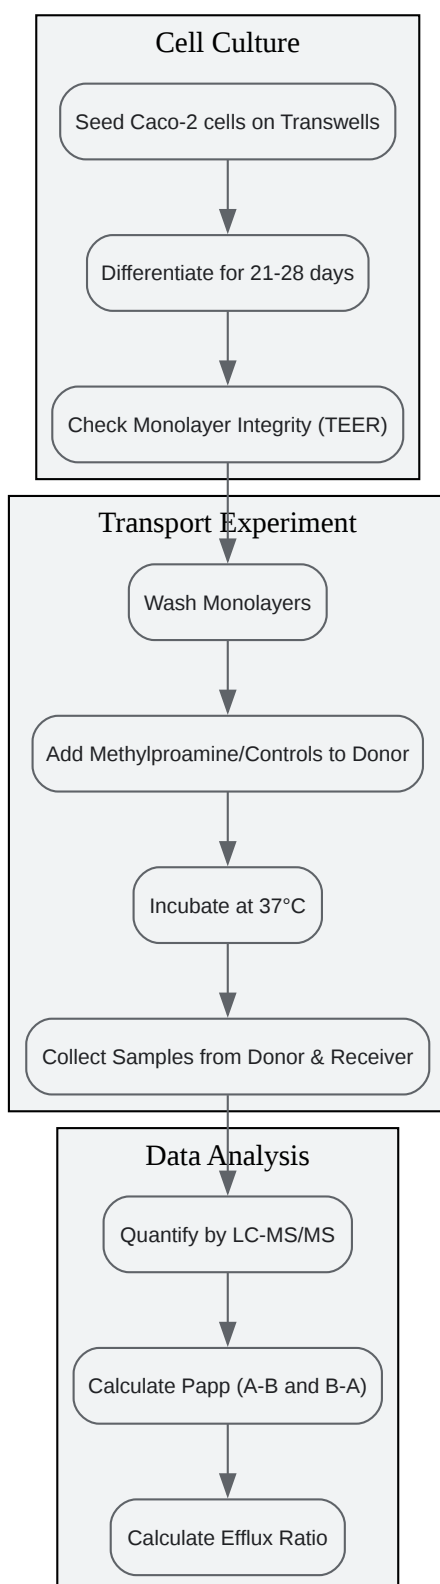 Cell Culture
Seed Caco-2 cells on Transwells
Differentiate for 21-28 days
Check Monolayer Integrity (TEER)
Transport Experiment
Wash Monolayers
Add Methylproamine/Controls to Donor
Incubate at 37°C
Collect Samples from Donor & Receiver
Data Analysis
Quantify by LC-MS/MS
Calculate Papp (A-B and B-A)
Calculate Efflux Ratio